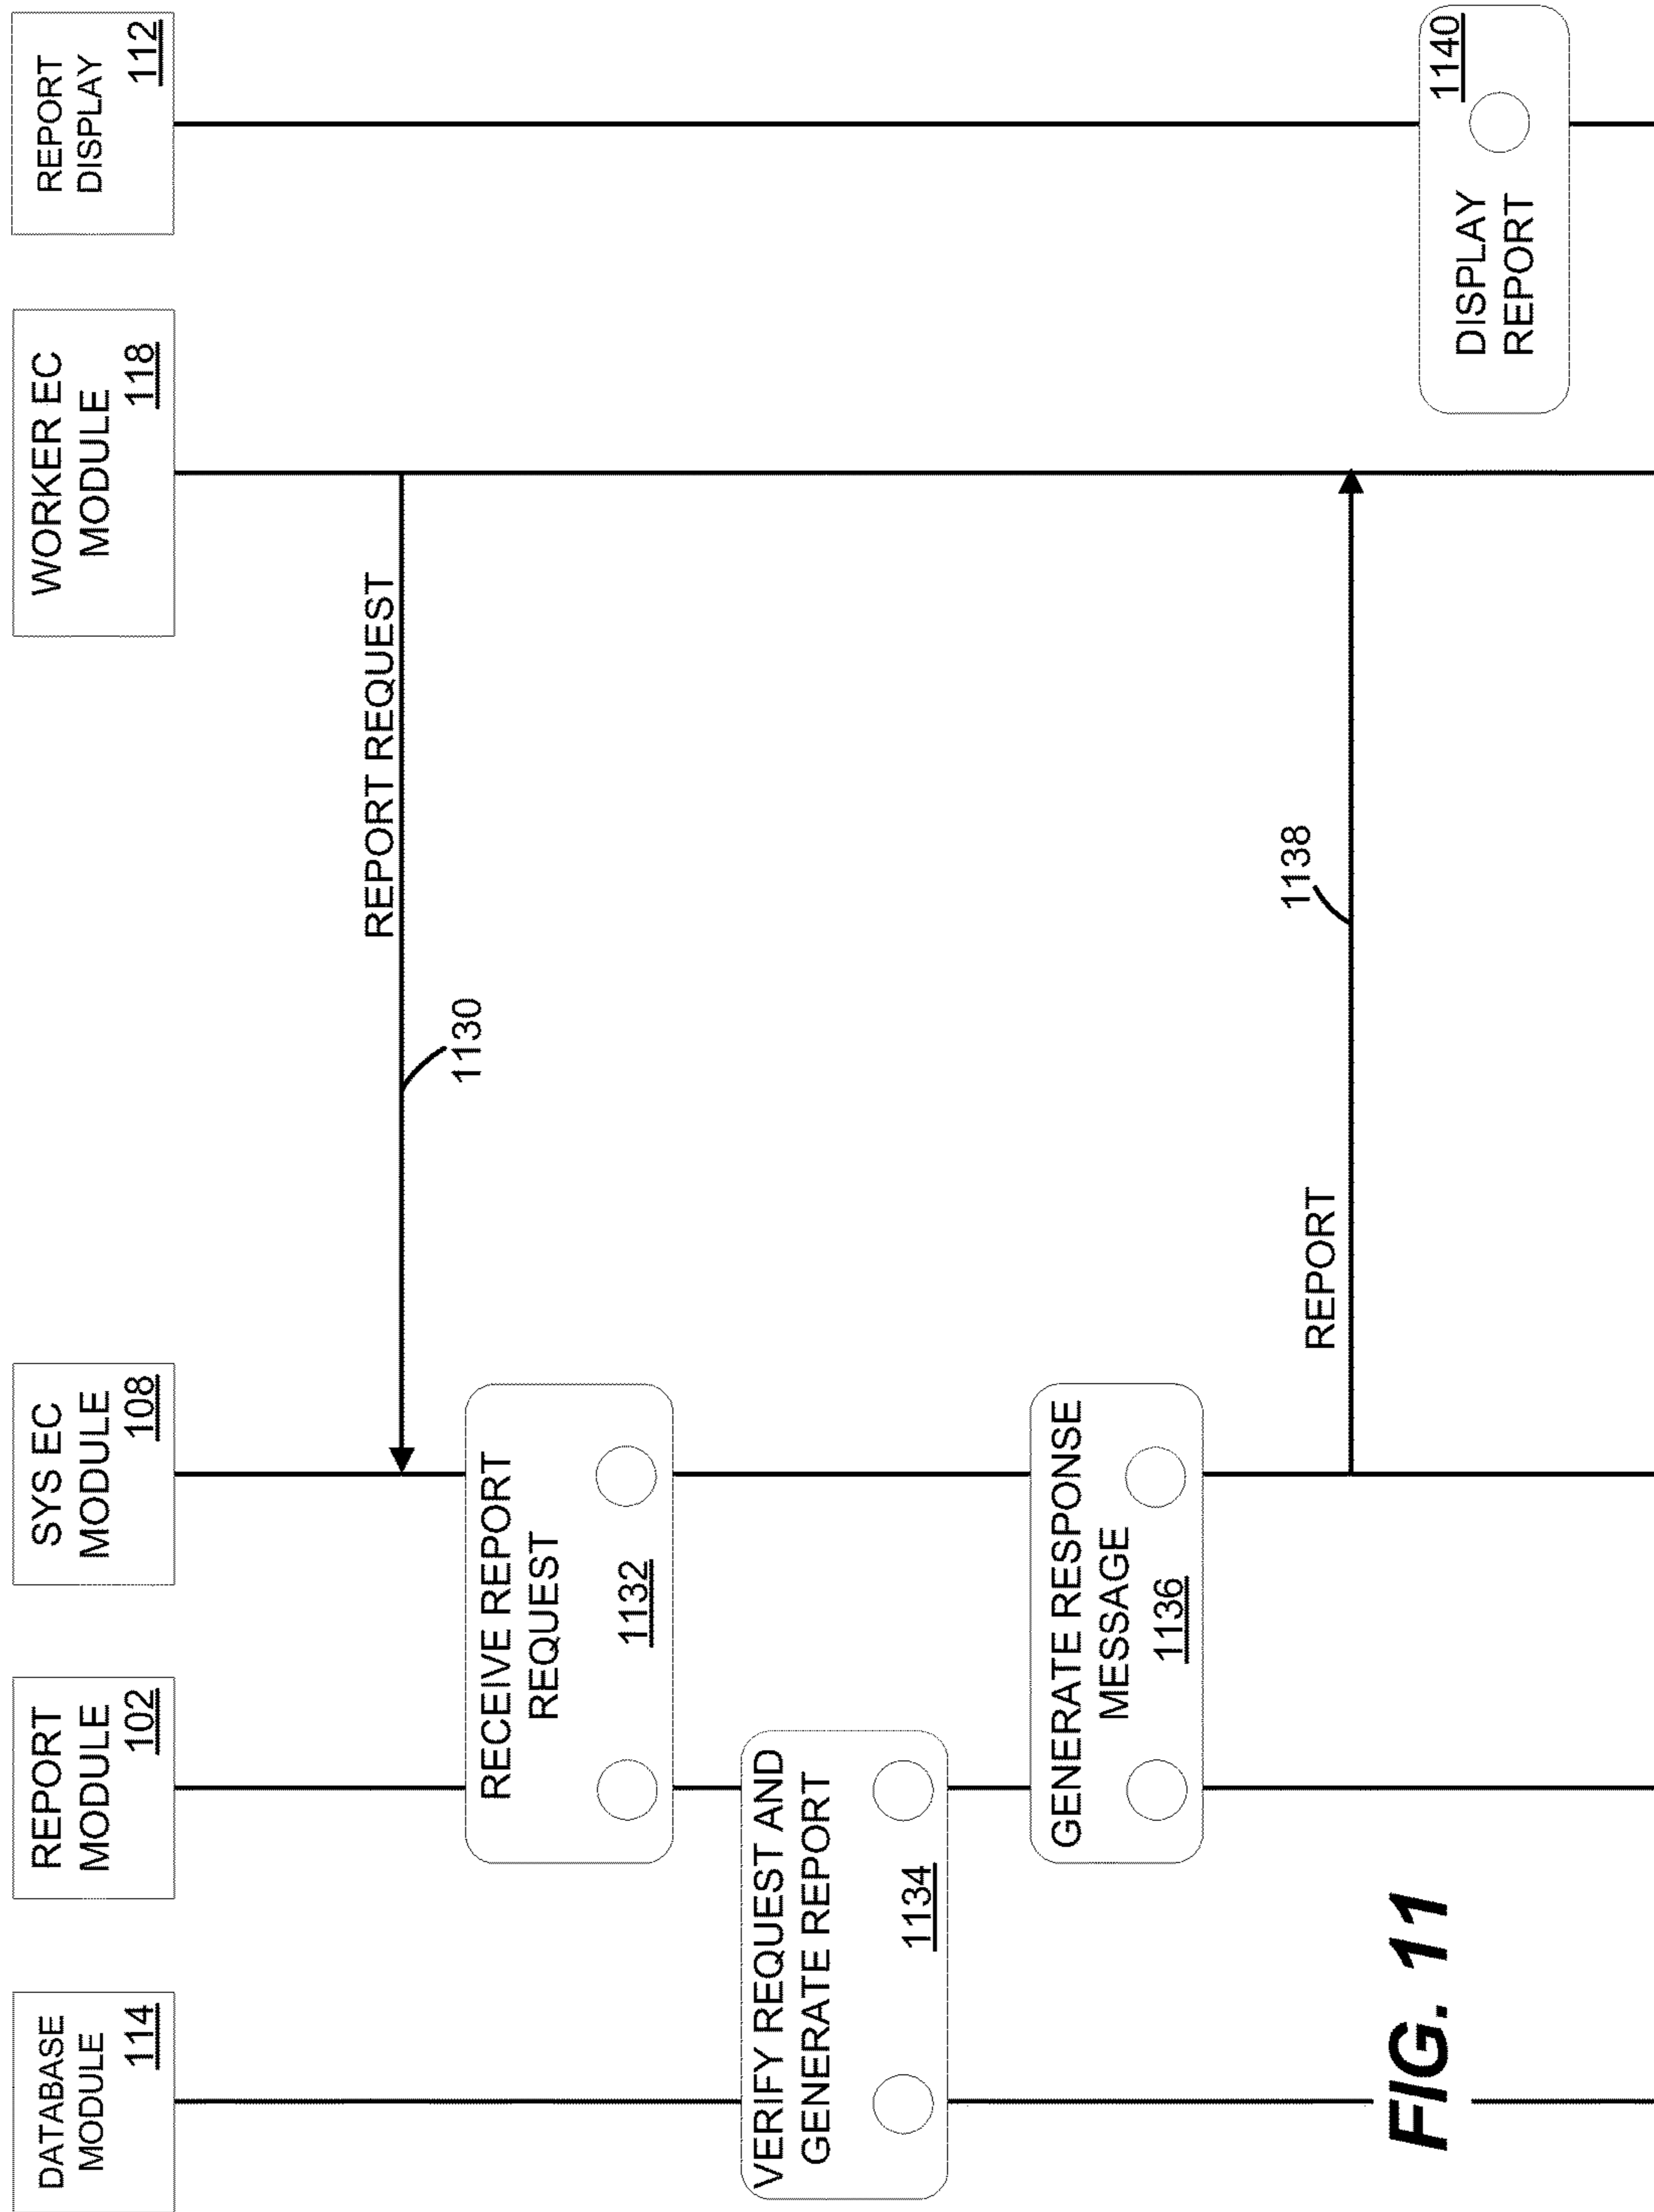 DATABASE
MODULE
114
REPORT
MODULE
102
SYS EC
MODULE
108
WORKER EC
MODULE
118
REPORT
DISPLAY
112
REPORT REQUEST
1130
RECEIVE REPORT
REQUEST
1132
VERIFY REQUEST AND
GENERATE REPORT
1134
GENERATE RESPONSE
MESSAGE
1136
1138
REPORT
1140
DISPLAY
REPORT
FIG. 11